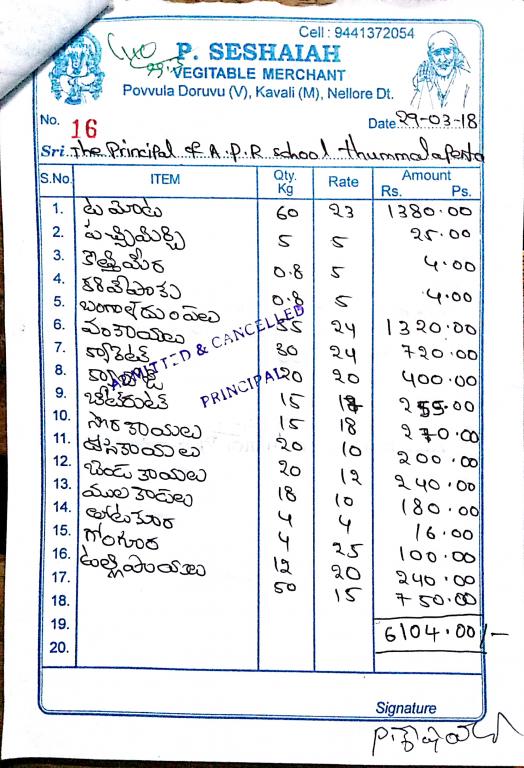 Cell : 9441372054
P. SESHAIAH
VEGITABLE MERCHANT
Povvula Doruvu (V), Kavali (M), Nellore Dt.
No. 16
Date 29-03-18
Sri. The Principal of A.P.R school thummalapenta
S.No. ITEM Qty. Kg Rate Amount Rs. Ps.
1. టమోటా 60 23 1380.00
2. పచ్చిమిర్చి 5 5 25.00
3. కొత్తిమీర 0.8 5 4.00
4. కరివేపాకు 0.8 5 4.00
5. బంగాళదుంపలు 55 24 1320.00
6. వంకాయలు 30 24 720.00
7. క్యారెట్ 20 20 400.00
8. క్యాబేజి 15 17 255.00
9. బీట్‌రూట్ 15 18 270.00
10. సొరకాయలు 20 10 200.00
11. దోసకాయలు 20 12 240.00
12. బెండకాయలు 18 10 180.00
13. ములకాడలు 4 4 16.00
14. తోటకూర 4 25 100.00
15. గోంగూర 12 20 240.00
16. ఉల్లిపాయలు 50 15 750.00
17.
18.
19. 6104.00/-
20.
ADMITTED & CANCELLED
PRINCIPAL
Signature